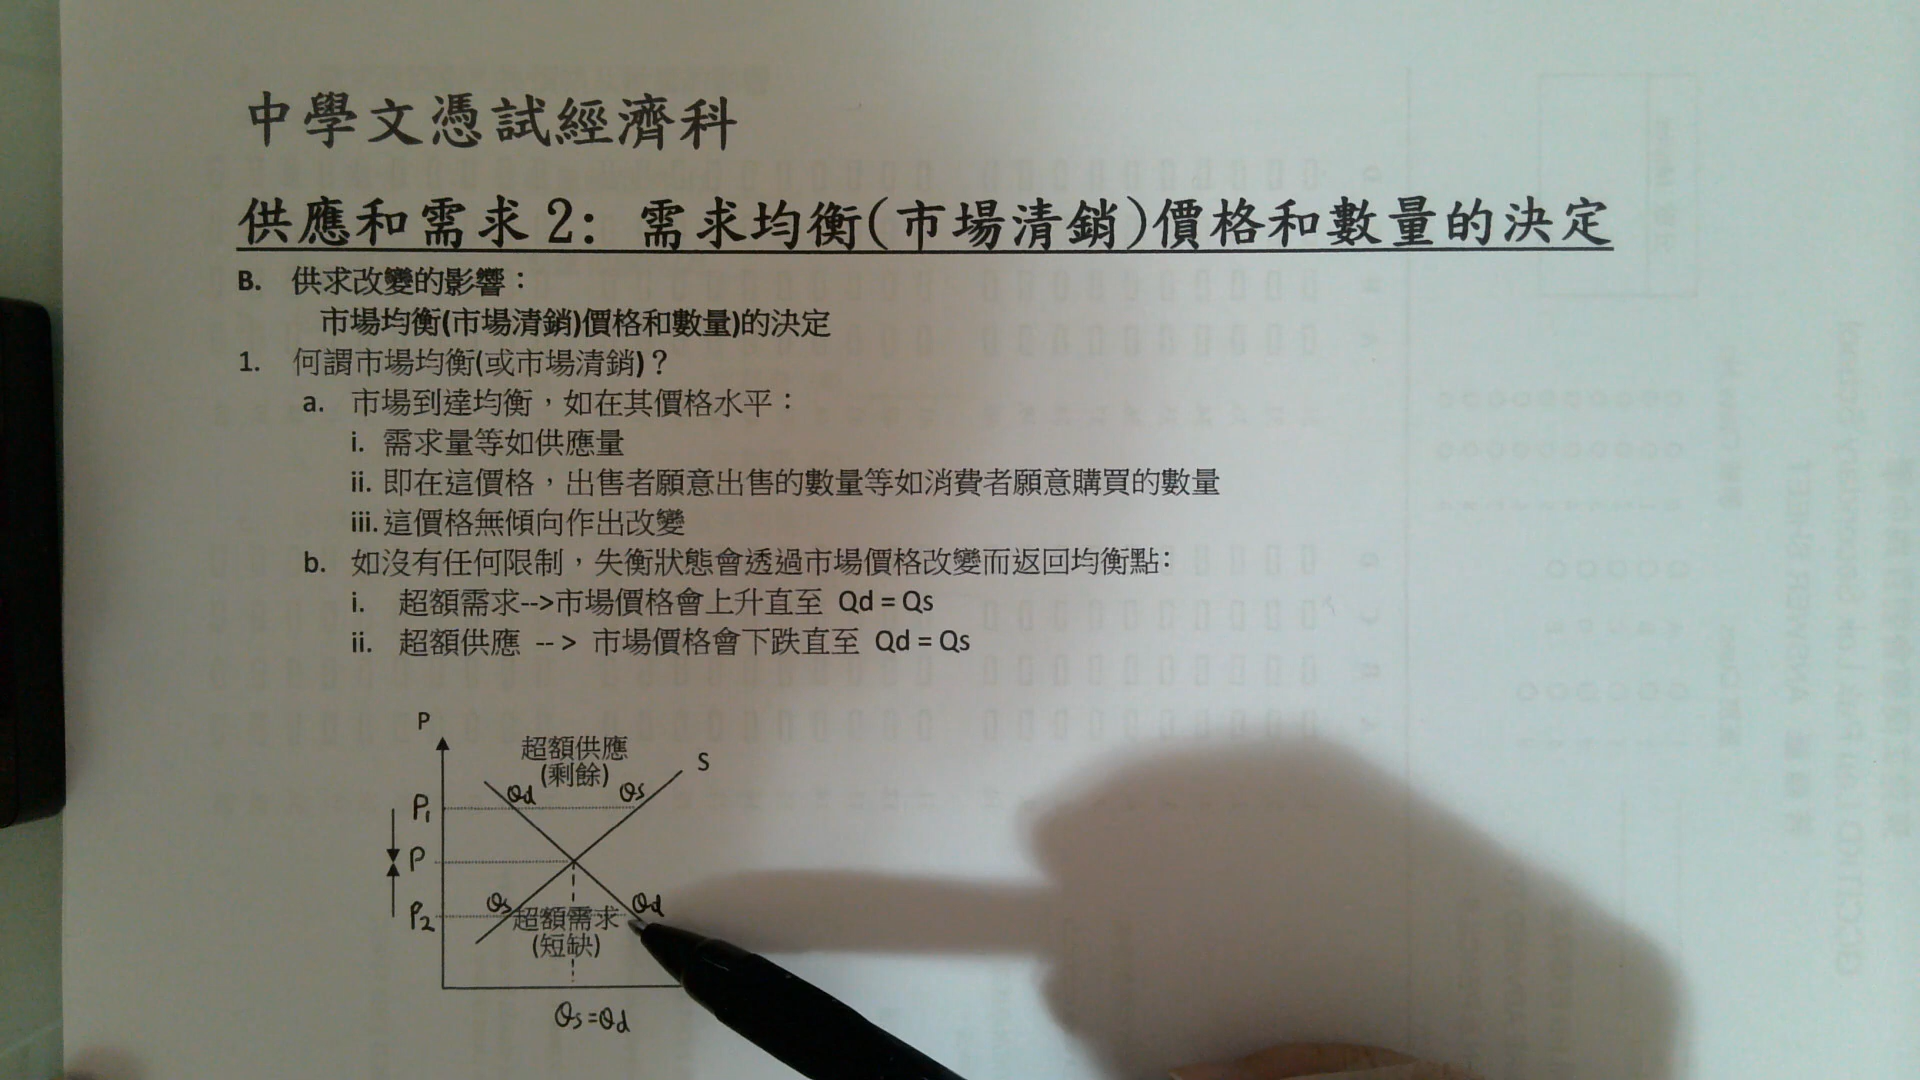 中學文憑試經濟科
供應和需求2：需求均衡(市場清銷)價格和數量的決定
B. 供求改變的影響：
市場均衡(市場清銷)價格和數量)的決定
1. 何謂市場均衡(或市場清銷)？
a. 市場到達均衡，如在其價格水平：
i. 需求量等如供應量
ii. 即在這價格，出售者願意出售的數量等如消費者願意購買的數量
iii. 這價格無傾向作出改變
b. 如沒有任何限制，失衡狀態會透過市場價格改變而返回均衡點:
i. 超額需求-->市場價格會上升直至 Qd = Qs
ii. 超額供應 -- > 市場價格會下跌直至 Qd = Qs
P
超額供應
(剩餘)
S
Qd
Qs
P1
P
P2
Qs
超額需求
(短缺)
Qd
Qs=Qd